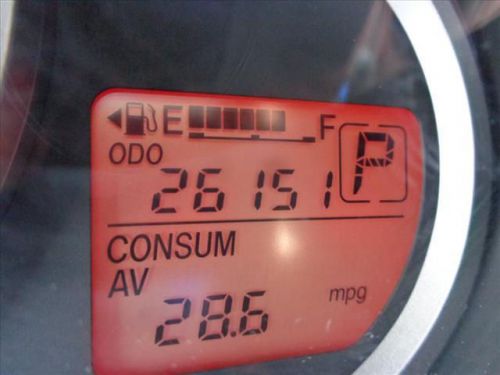 E F
ODO P
26151
CONSUM
AV
28.6 mpg